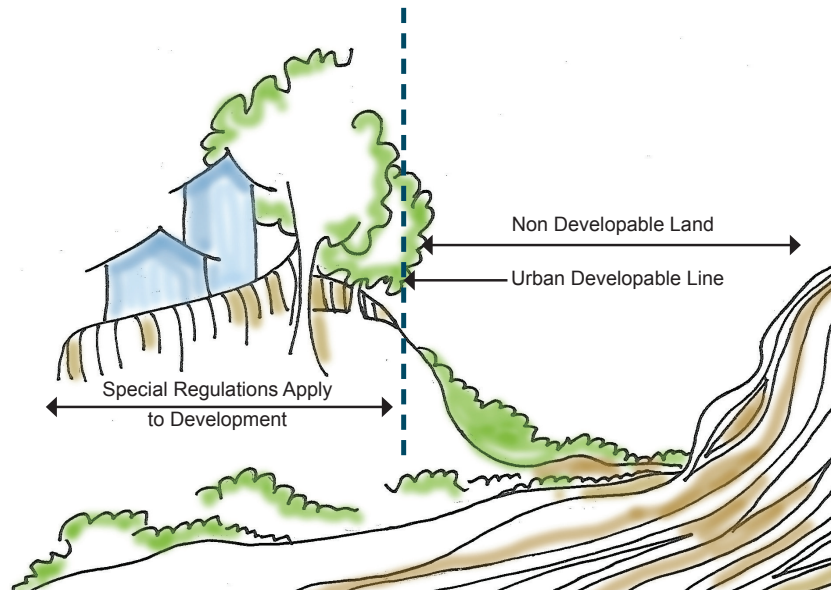 Non Developable Land
Urban Developable Line
Special Regulations Apply
to Development